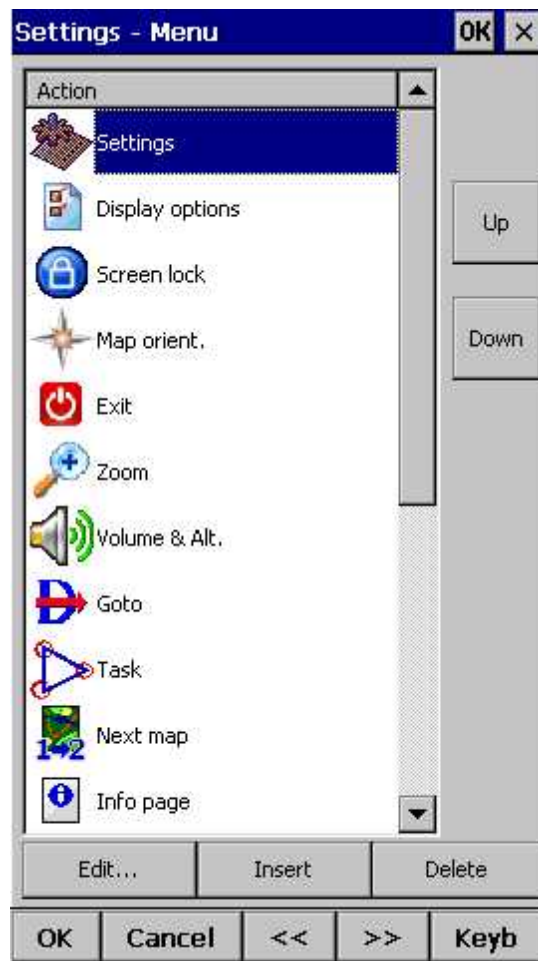 Settings - Menu OK ×
Action
Settings
Display options
Up
Screen lock
Map orient.
Down
Exit
Zoom
Volume & Alt.
Goto
Task
1→2 Next map
Info page
Edit... Insert Delete
OK Cancel << >> Keyb